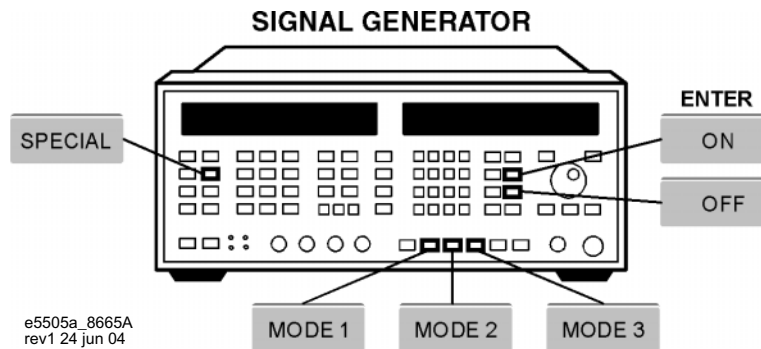 SIGNAL GENERATOR
ENTER
SPECIAL
ON
OFF
MODE 1
MODE 2
MODE 3
e5505a_8665A
rev1 24 jun 04